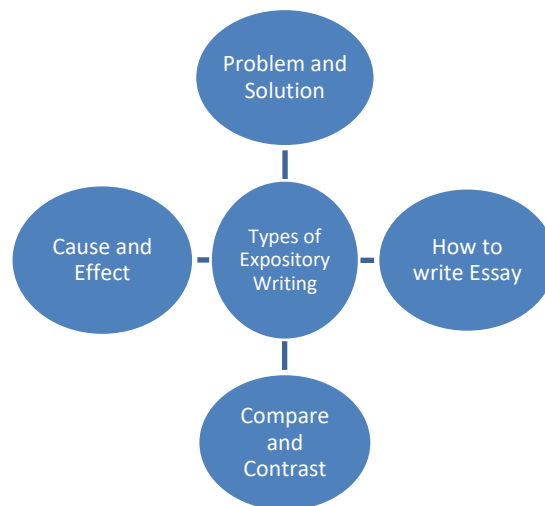 Problem and
Solution
Cause and
Effect
Types of
Expository
Writing
How to
write Essay
Compare
and
Contrast